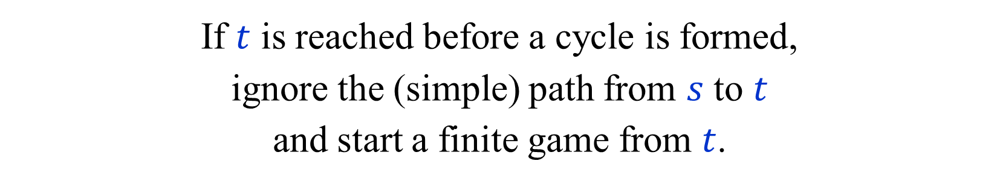 If t is reached before a cycle is formed,
ignore the (simple) path from s to t
and start a finite game from t.